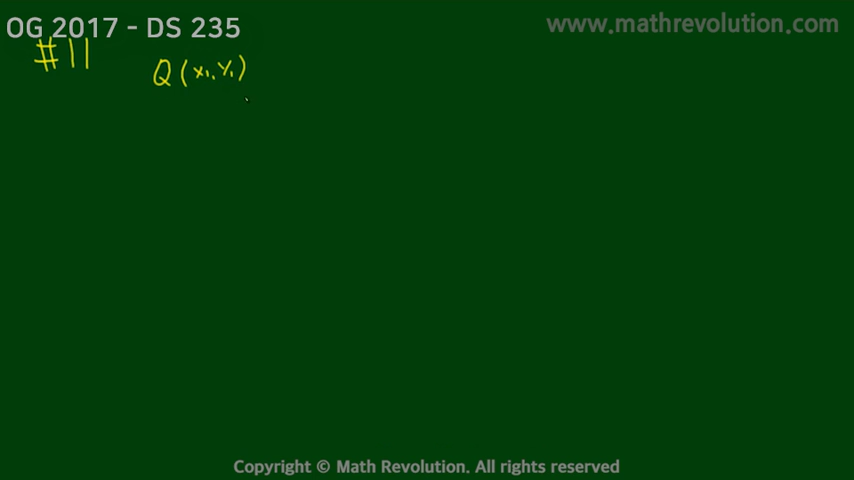 OG 2017 - DS 235
www.mathrevolution.com
#11
Q (x₁, y₁)
Copyright © Math Revolution. All rights reserved